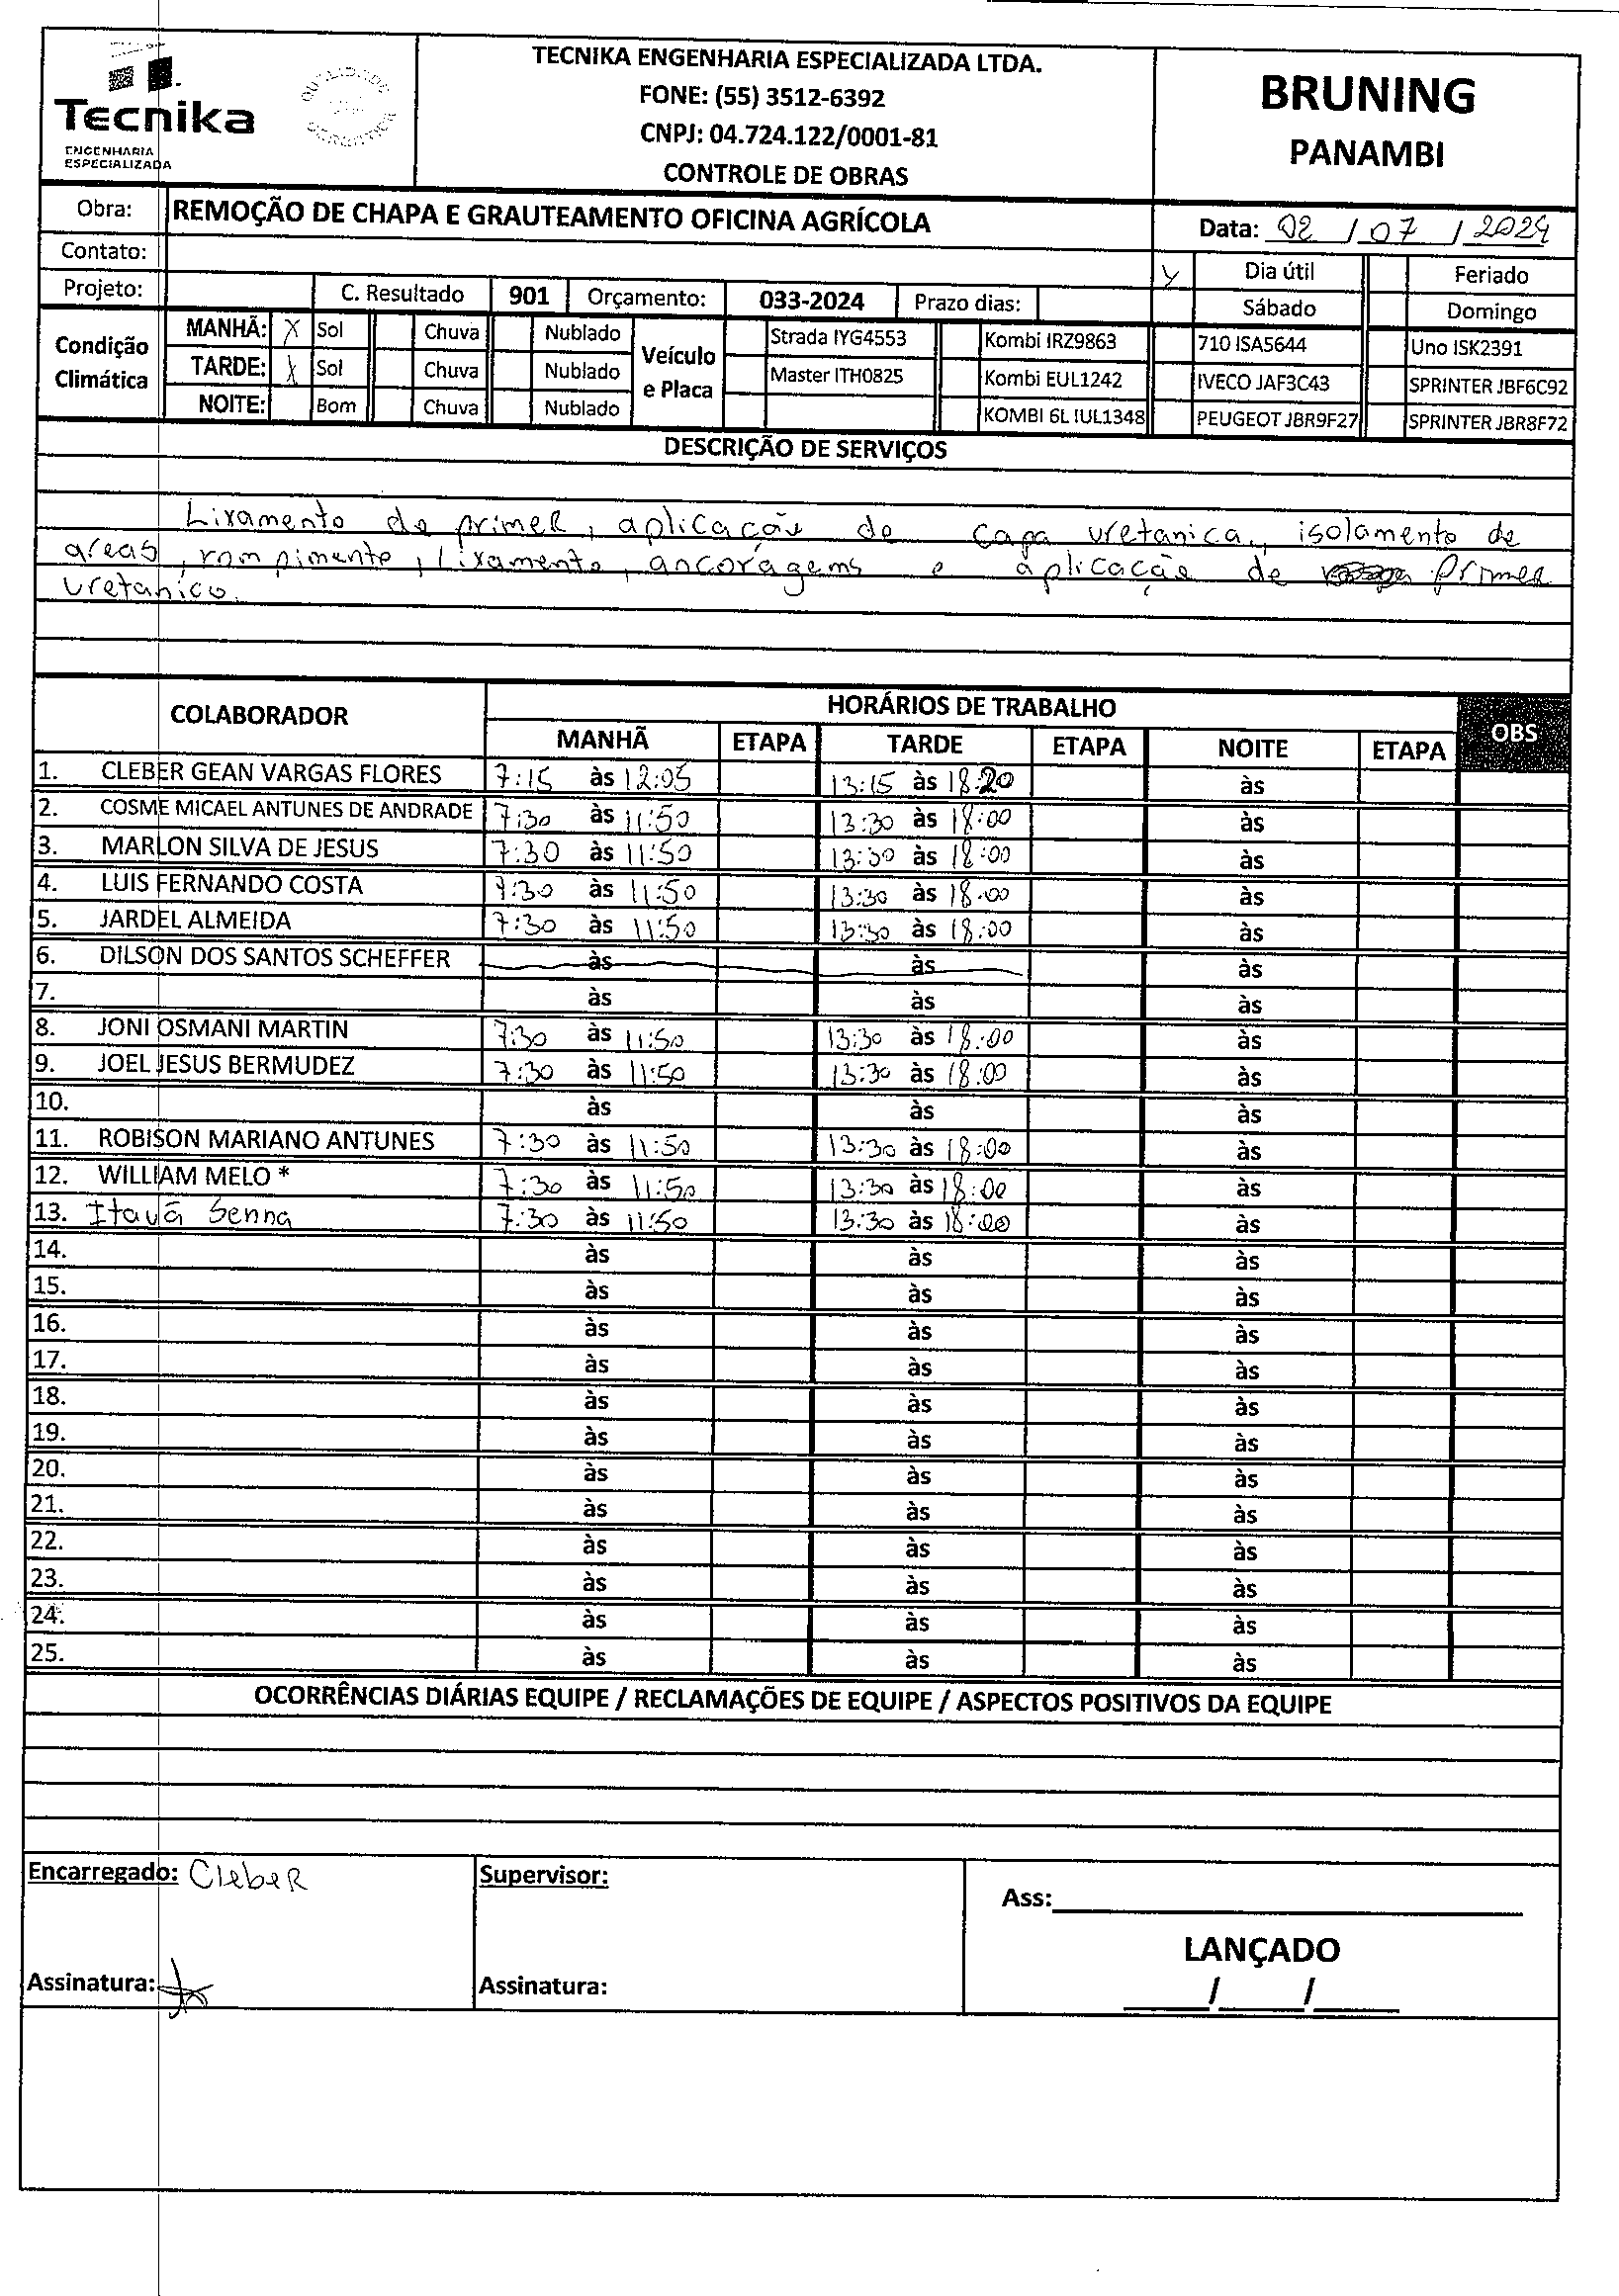 Tecnika
ENGENHARIA
ESPECIALIZADA
QUALIDADE
TECNIKA ENGENHARIA ESPECIALIZADA LTDA.
FONE: (55) 3512-6392
CNPJ: 04.724.122/0001-81
CONTROLE DE OBRAS
BRUNING
PANAMBI
Obra: REMOÇÃO DE CHAPA E GRAUTEAMENTO OFICINA AGRÍCOLA Data: 02 / 07 / 2024
Contato: Y Dia útil Feriado
Projeto: C. Resultado 901 Orçamento: 033-2024 Prazo dias: Sábado Domingo
Condição Climática
MANHÃ: X Sol Chuva Nublado
TARDE: X Sol Chuva Nublado
NOITE: Bom Chuva Nublado
Veículo e Placa
Strada IYG4553 Kombi IRZ9863 710 ISA5644 Uno ISK2391
Master ITH0825 Kombi EUL1242 IVECO JAF3C43 SPRINTER JBF6C92
KOMBI 6L IUL1348 PEUGEOT JBR9F27 SPRINTER JBR8F72
DESCRIÇÃO DE SERVIÇOS
Lixamento de primer, aplicação de capa uretanica, isolamento de
areas, rompimento, Lixamento, ancorágems e aplicação de primer
uretanico.
COLABORADOR HORÁRIOS DE TRABALHO OBS
MANHÃ ETAPA TARDE ETAPA NOITE ETAPA
1. CLEBER GEAN VARGAS FLORES 7:15 às 12:05 13:15 às 18:20 às
2. COSME MICAEL ANTUNES DE ANDRADE 7:30 às 11:50 13:30 às 18:00 às
3. MARLON SILVA DE JESUS 7:30 às 11:50 13:30 às 18:00 às
4. LUIS FERNANDO COSTA 7:30 às 11:50 13:30 às 18:00 às
5. JARDEL ALMEIDA 7:30 às 11:50 13:30 às 18:00 às
6. DILSON DOS SANTOS SCHEFFER às às às
7. às às às
8. JONI OSMANI MARTIN 7:30 às 11:50 13:30 às 18:00 às
9. JOEL JESUS BERMUDEZ 7:30 às 11:50 13:30 às 18:00 às
10. às às às
11. ROBISON MARIANO ANTUNES 7:30 às 11:50 13:30 às 18:00 às
12. WILLIAM MELO * 7:30 às 11:50 13:30 às 18:00 às
13. Itauã Senna 7:30 às 11:50 13:30 às 18:00 às
14. às às às
15. às às às
16. às às às
17. às às às
18. às às às
19. às às às
20. às às às
21. às às às
22. às às às
23. às às às
24. às às às
25. às às às
OCORRÊNCIAS DIÁRIAS EQUIPE / RECLAMAÇÕES DE EQUIPE / ASPECTOS POSITIVOS DA EQUIPE
Encarregado: Cleber Supervisor: Ass:
LANÇADO
Assinatura: Assinatura: / /